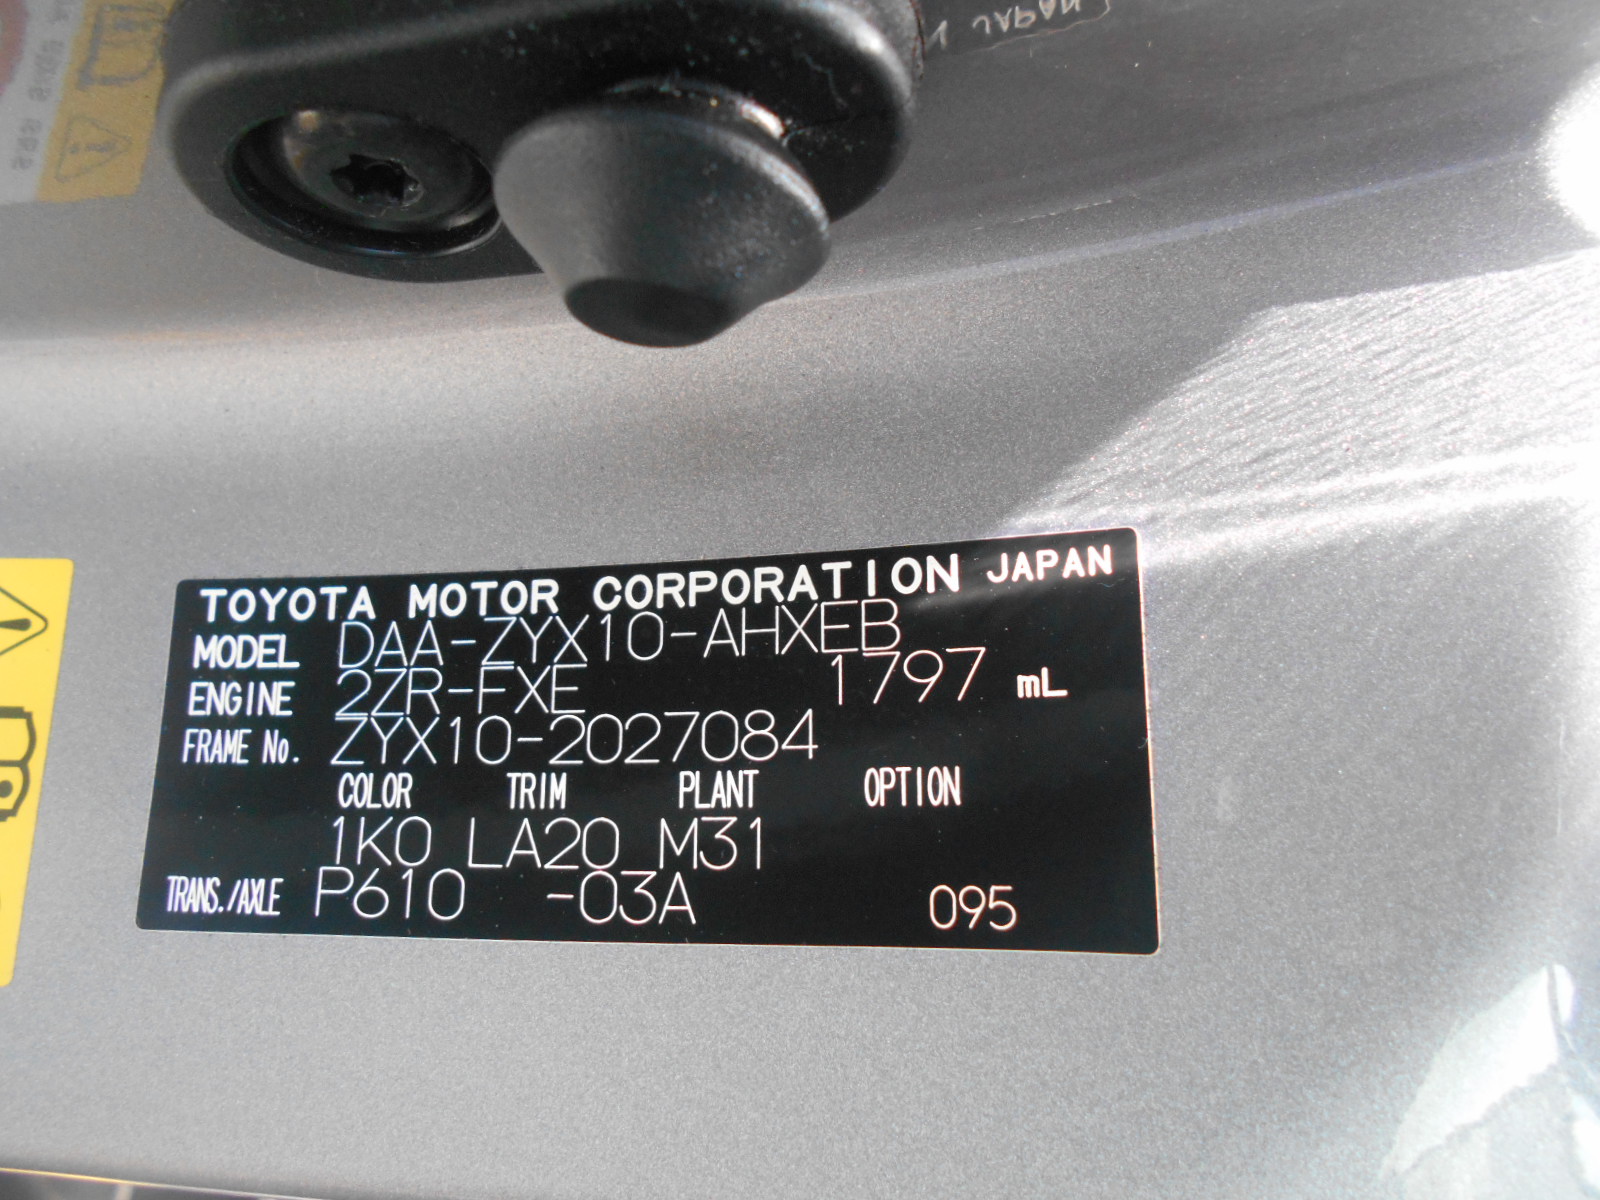 TOYOTA MOTOR CORPORATION JAPAN
MODEL DAA-ZYX10-AHXEB
ENGINE 2ZR-FXE 1797 mL
FRAME No. ZYX10-2027084
COLOR TRIM PLANT OPTION
1K0 LA20 M31
TRANS./AXLE P610 -03A 095